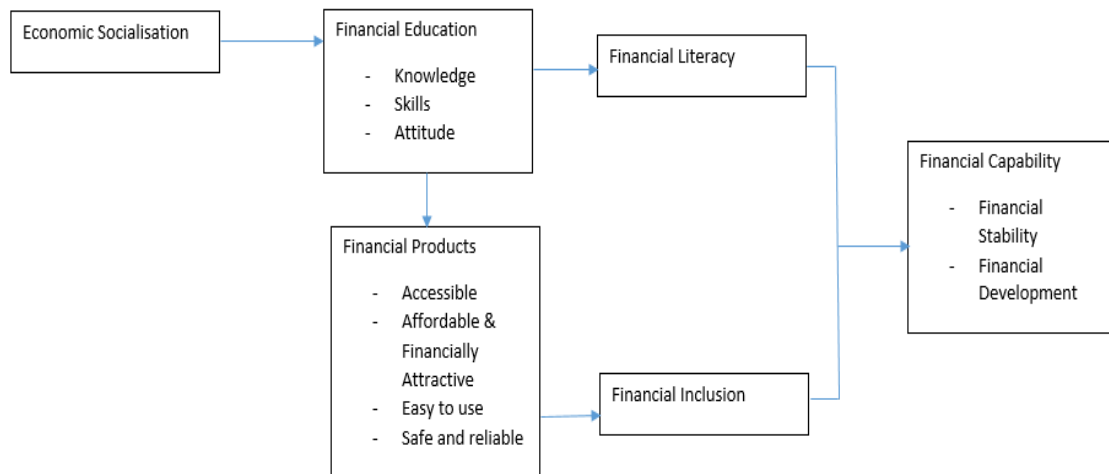 Economic Socialisation
Financial Education
- Knowledge
- Skills
- Attitude
Financial Literacy
Financial Capability
- Financial
Stability
- Financial
Development
Financial Products
- Accessible
- Affordable &
Financially
Attractive
- Easy to use
- Safe and reliable
Financial Inclusion